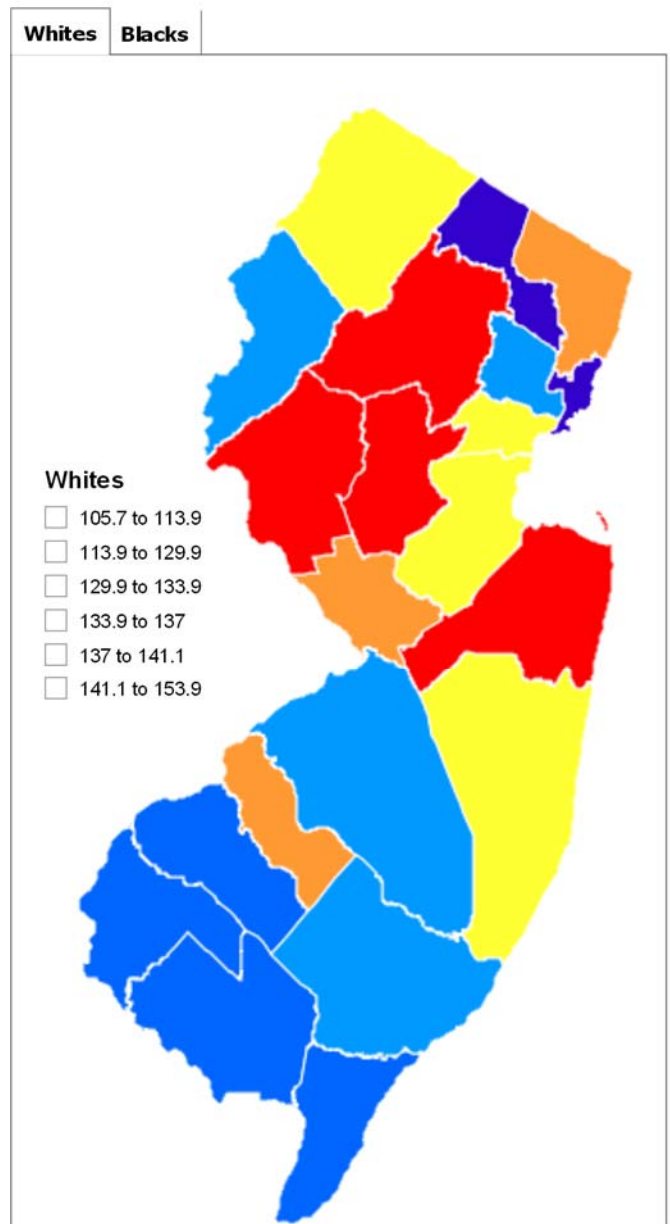 Whites Blacks
Whites
105.7 to 113.9
113.9 to 129.9
129.9 to 133.9
133.9 to 137
137 to 141.1
141.1 to 153.9